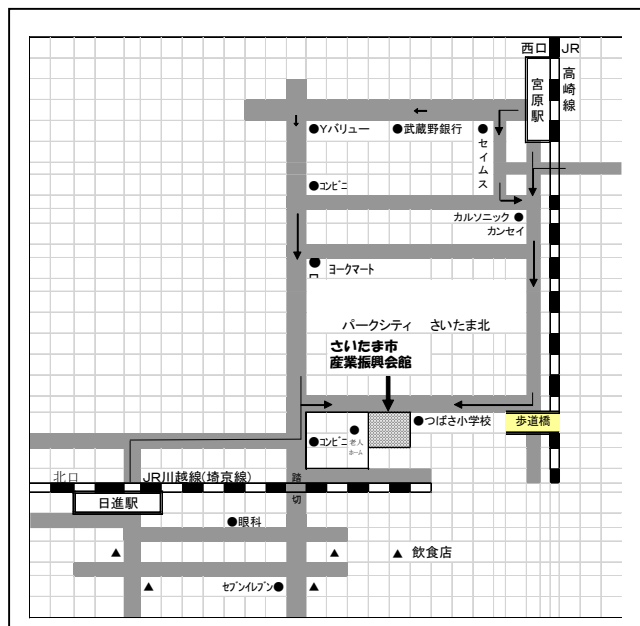 西口 JR
宮原駅
高崎線
●Yバリュー
●武蔵野銀行
●セイムス
●コンビニ
カルソニック ●
カンセイ
●
ヨークマート
パークシティ さいたま北
さいたま市
産業振興会館
●つばさ小学校
歩道橋
●コンビニ
●老人ホーム
北口
JR川越線(埼京線)
踏切
日進駅
●眼科
▲
▲
▲ 飲食店
▲
セブンイレブン●
▲